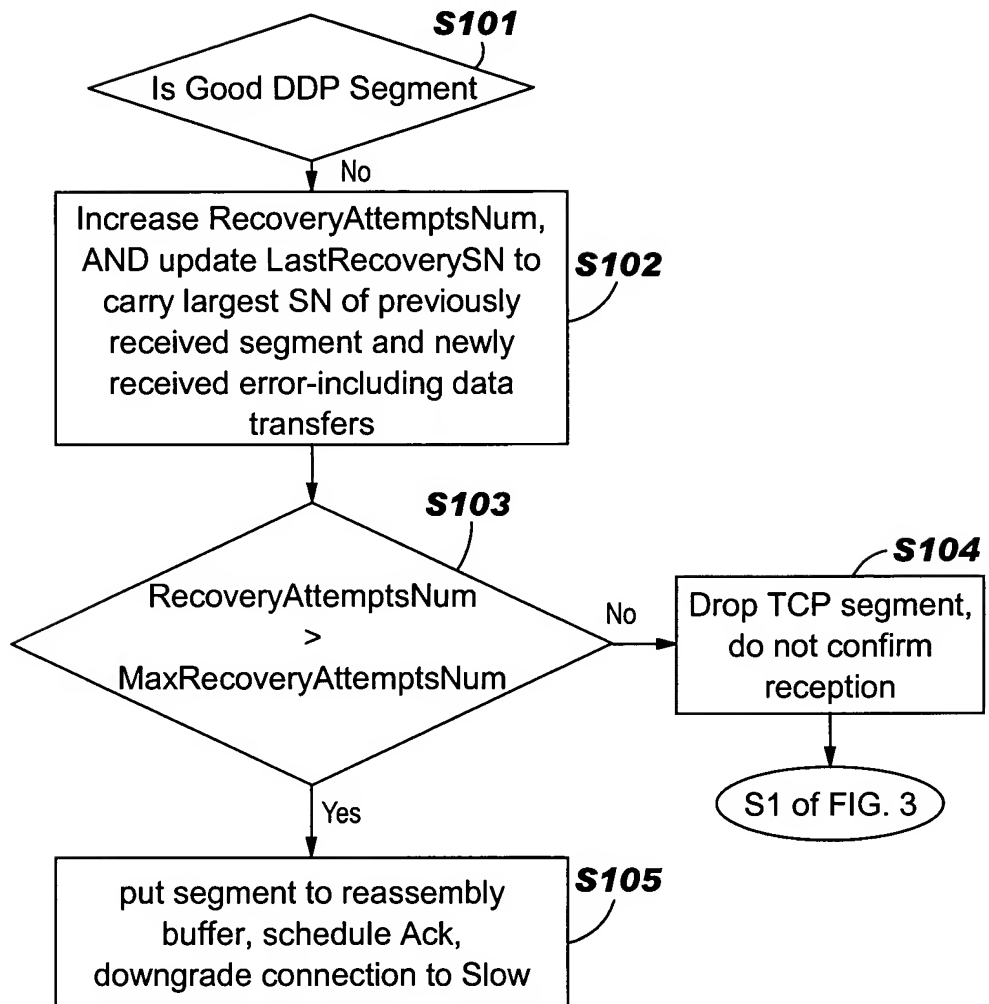 S101
Is Good DDP Segment
No
Increase RecoveryAttemptsNum,
AND update LastRecoverySN to
carry largest SN of previously
received segment and newly
received error-including data
transfers
S102
S103
RecoveryAttemptsNum
>
MaxRecoveryAttemptsNum
No
S104
Drop TCP segment,
do not confirm
reception
S1 of FIG. 3
Yes
put segment to reassembly
buffer, schedule Ack,
downgrade connection to Slow
S105